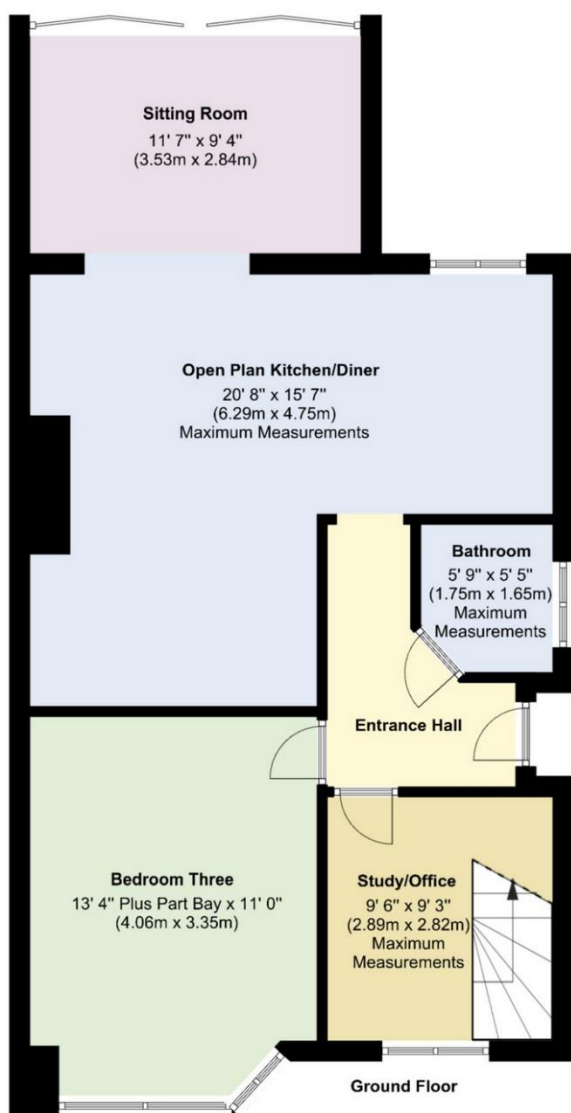 Sitting Room
11' 7" x 9' 4"
(3.53m x 2.84m)
Open Plan Kitchen/Diner
20' 8" x 15' 7"
(6.29m x 4.75m)
Maximum Measurements
Bathroom
5' 9" x 5' 5"
(1.75m x 1.65m)
Maximum
Measurements
Entrance Hall
Bedroom Three
13' 4" Plus Part Bay x 11' 0"
(4.06m x 3.35m)
Study/Office
9' 6" x 9' 3"
(2.89m x 2.82m)
Maximum
Measurements
Ground Floor